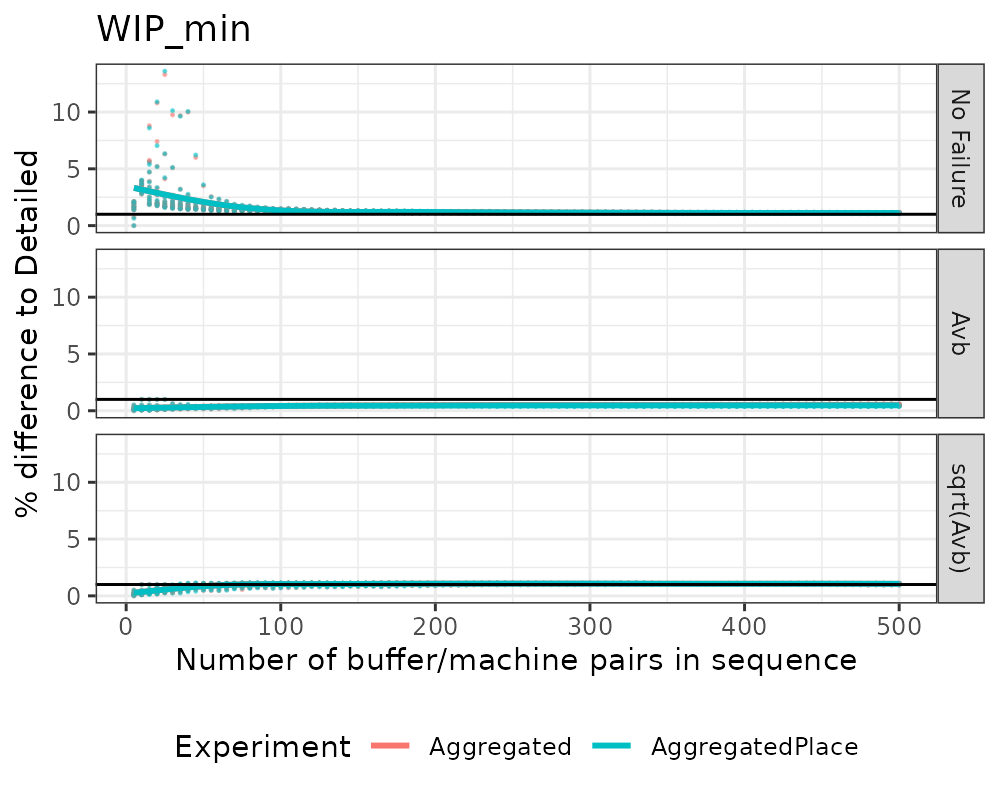 WIP_min
% difference to Detailed
10
5
0
No Failure
10
5
0
Avb
10
5
0
sqrt(Avb)
0 100 200 300 400 500
Number of buffer/machine pairs in sequence
Experiment Aggregated AggregatedPlace